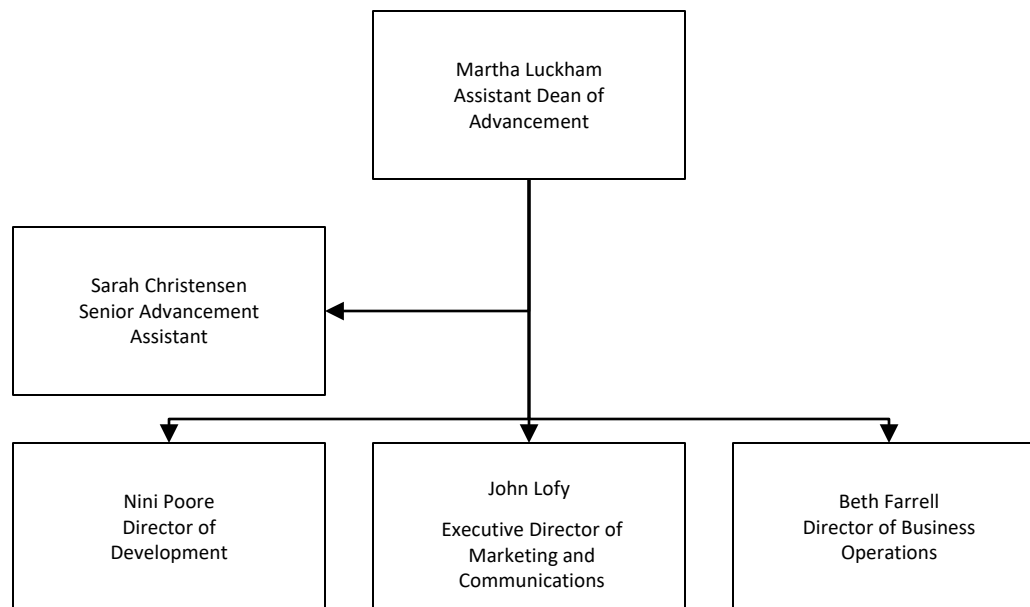 Martha Luckham
Assistant Dean of
Advancement
Sarah Christensen
Senior Advancement
Assistant
Nini Poore
Director of
Development
John Lofy
Executive Director of
Marketing and
Communications
Beth Farrell
Director of Business
Operations